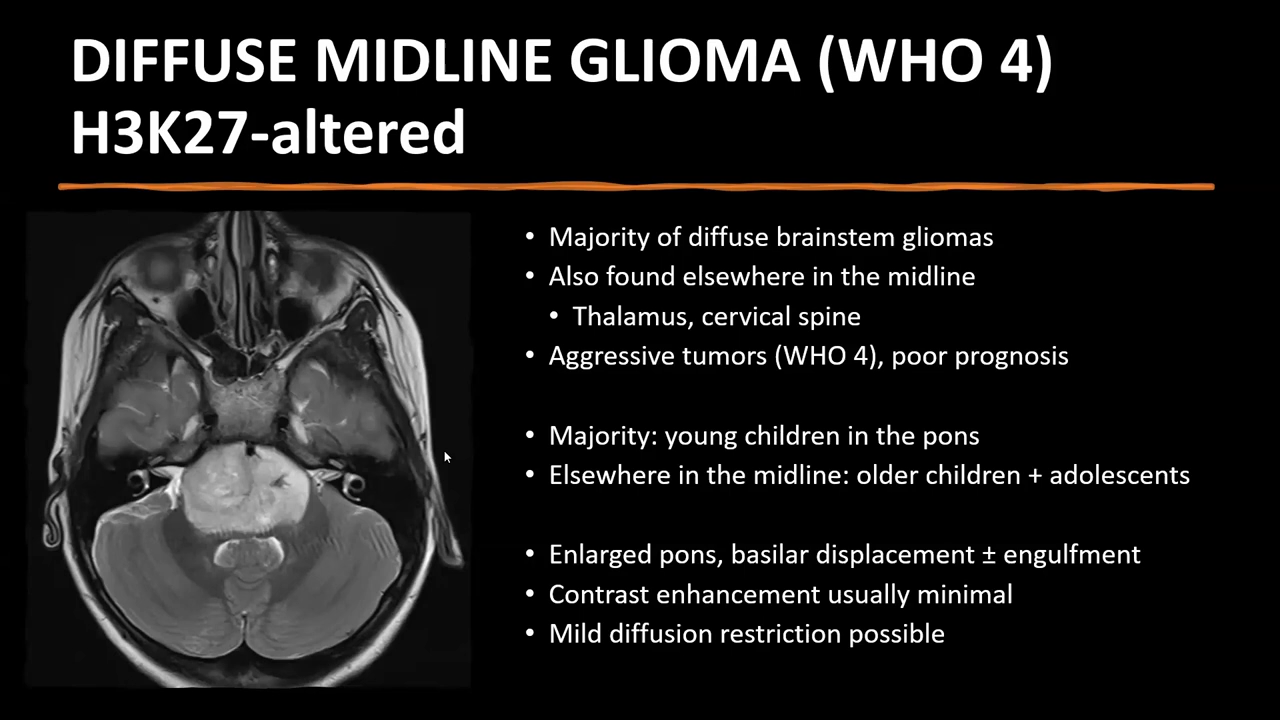 DIFFUSE MIDLINE GLIOMA (WHO 4)
H3K27-altered
• Majority of diffuse brainstem gliomas
• Also found elsewhere in the midline
• Thalamus, cervical spine
• Aggressive tumors (WHO 4), poor prognosis
• Majority: young children in the pons
• Elsewhere in the midline: older children + adolescents
• Enlarged pons, basilar displacement ± engulfment
• Contrast enhancement usually minimal
• Mild diffusion restriction possible